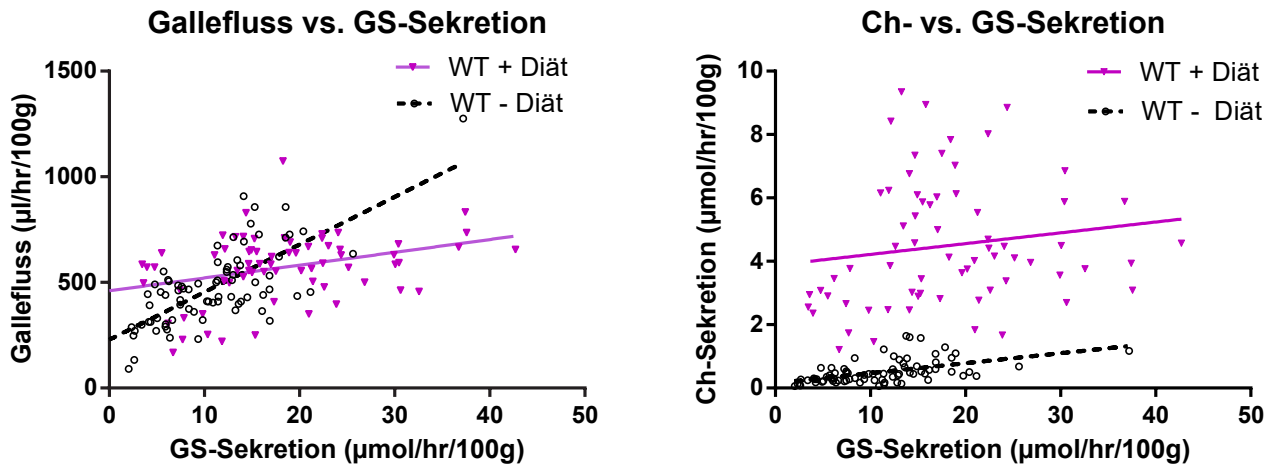 Gallefluss vs. GS-Sekretion
WT + Diät
WT - Diät
Gallefluss (µl/hr/100g)
1500
1000
500
0
0 10 20 30 40 50
GS-Sekretion (µmol/hr/100g)
Ch- vs. GS-Sekretion
WT + Diät
WT - Diät
Ch-Sekretion (µmol/hr/100g)
10
8
6
4
2
0
0 10 20 30 40 50
GS-Sekretion (µmol/hr/100g)